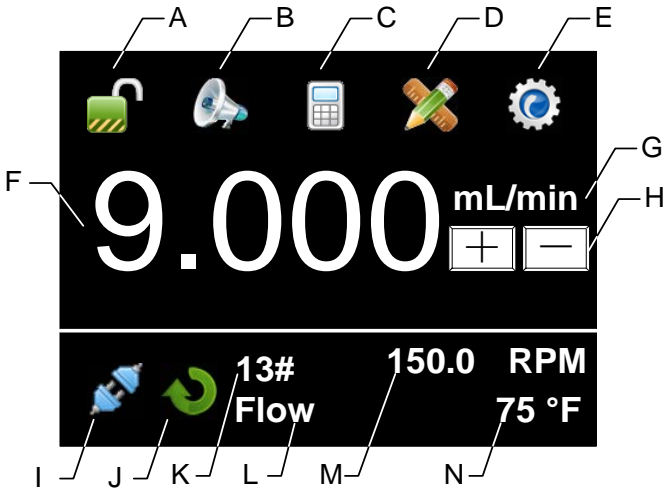 A B C D E
F 9.000 mL/min G
+ − H
13# 150.0 RPM
Flow 75 °F
I J K L M N